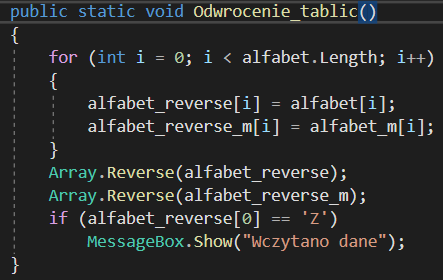 public static void Odwrocenie_tablic()
{
for (int i = 0; i < alfabet.Length; i++)
{
alfabet_reverse[i] = alfabet[i];
alfabet_reverse_m[i] = alfabet_m[i];
}
Array.Reverse(alfabet_reverse);
Array.Reverse(alfabet_reverse_m);
if (alfabet_reverse[0] == 'Z')
MessageBox.Show("Wczytano dane");
}